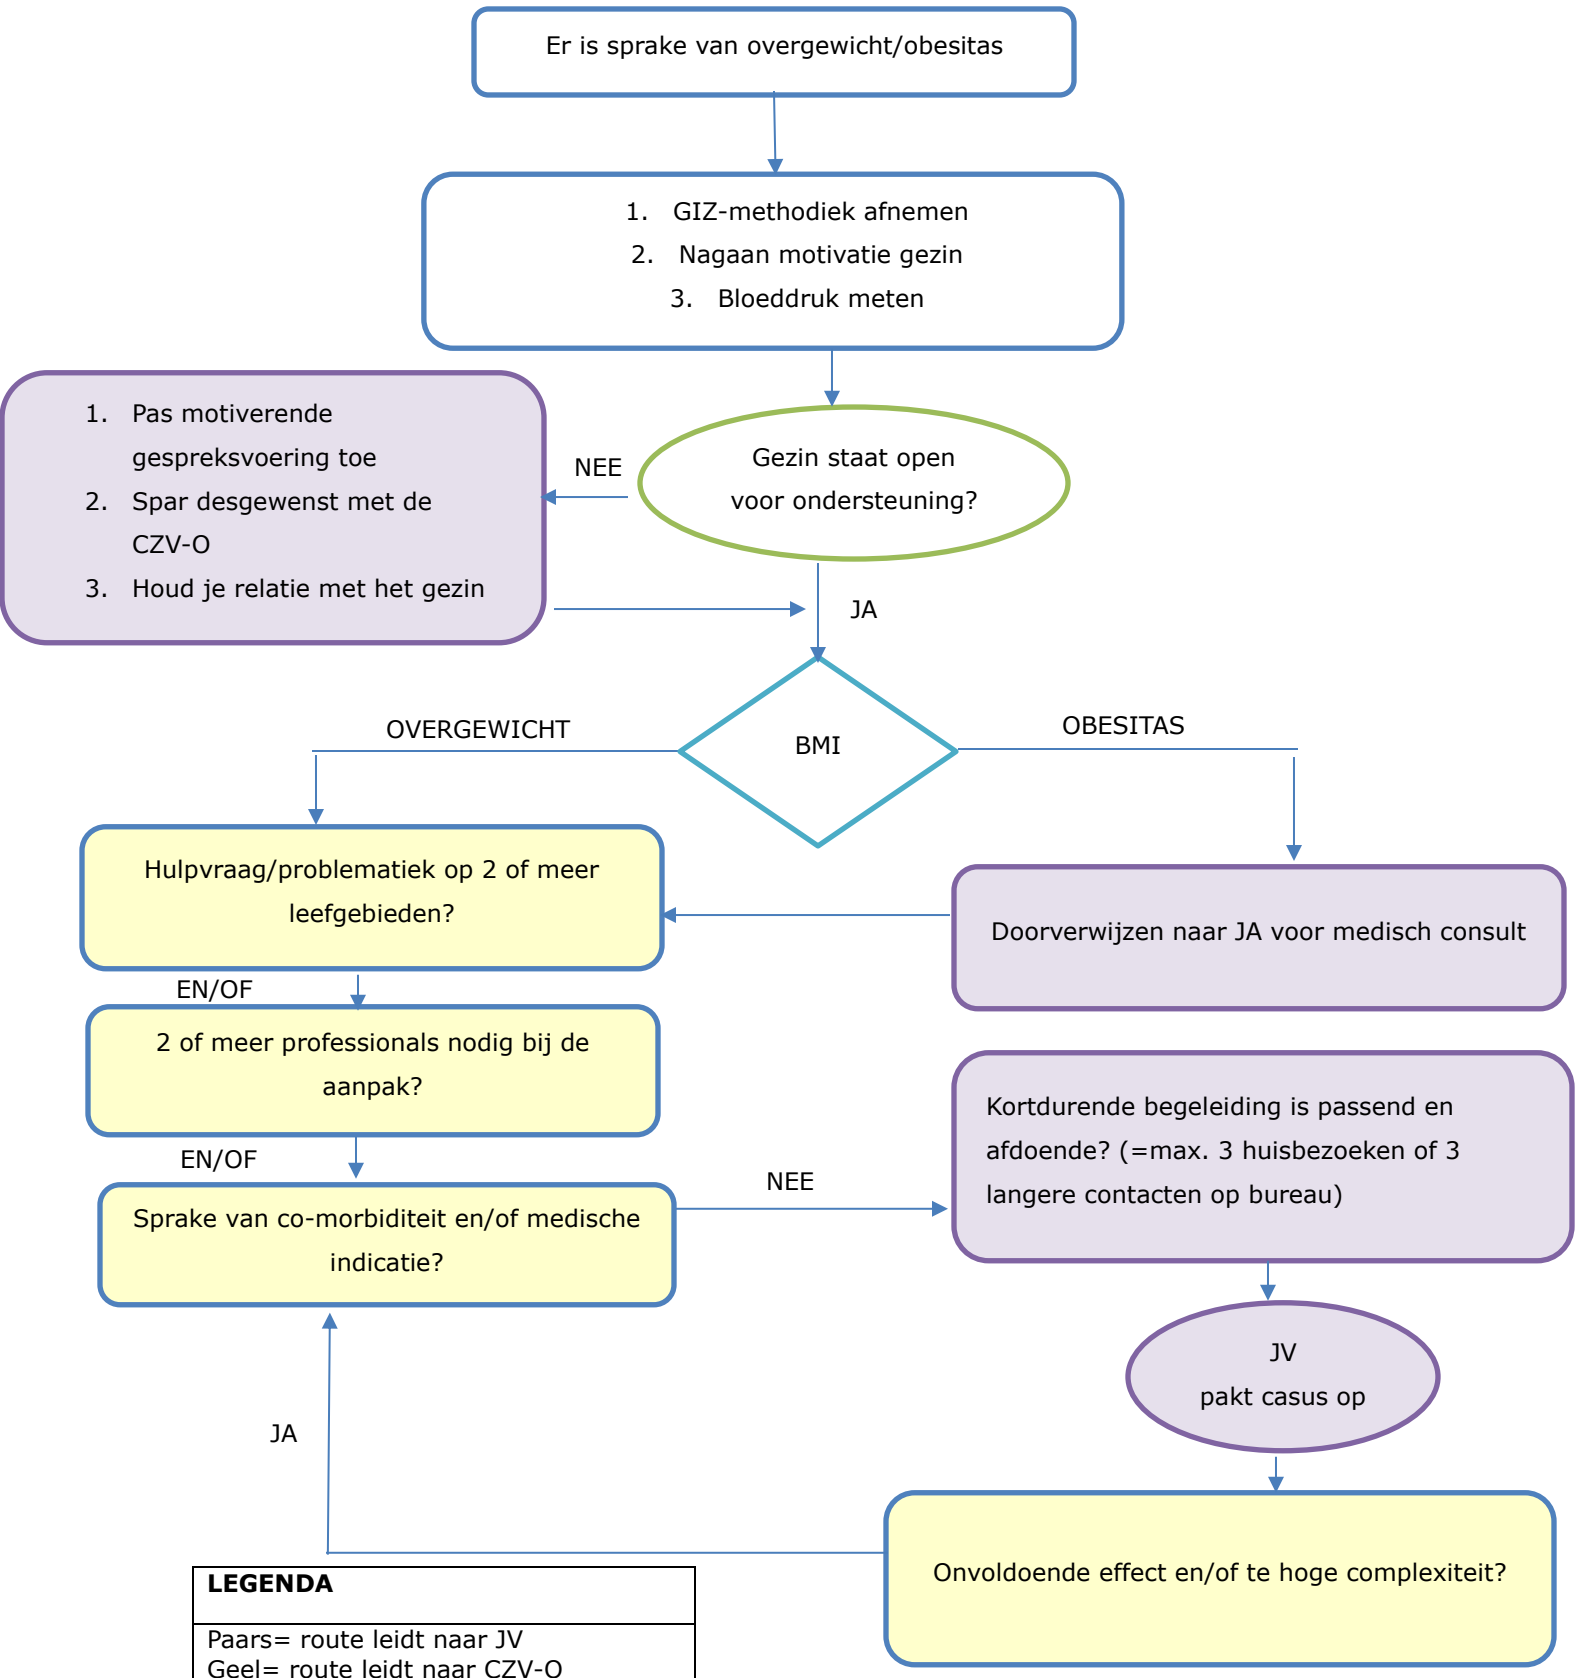 Er is sprake van overgewicht/obesitas
1. GIZ-methodiek afnemen
2. Nagaan motivatie gezin
3. Bloeddruk meten
1. Pas motiverende
gespreksvoering toe
2. Spar desgewenst met de
CZV-O
3. Houd je relatie met het gezin
NEE
Gezin staat open
voor ondersteuning?
JA
OVERGEWICHT
BMI
OBESITAS
Hulpvraag/problematiek op 2 of meer
leefgebieden?
Doorverwijzen naar JA voor medisch consult
EN/OF
2 of meer professionals nodig bij de
aanpak?
EN/OF
Sprake van co-morbiditeit en/of medische
indicatie?
NEE
Kortdurende begeleiding is passend en
afdoende? (=max. 3 huisbezoeken of 3
langere contacten op bureau)
JV
pakt casus op
JA
Onvoldoende effect en/of te hoge complexiteit?
LEGENDA
Paars= route leidt naar JV
Geel= route leidt naar CZV-O